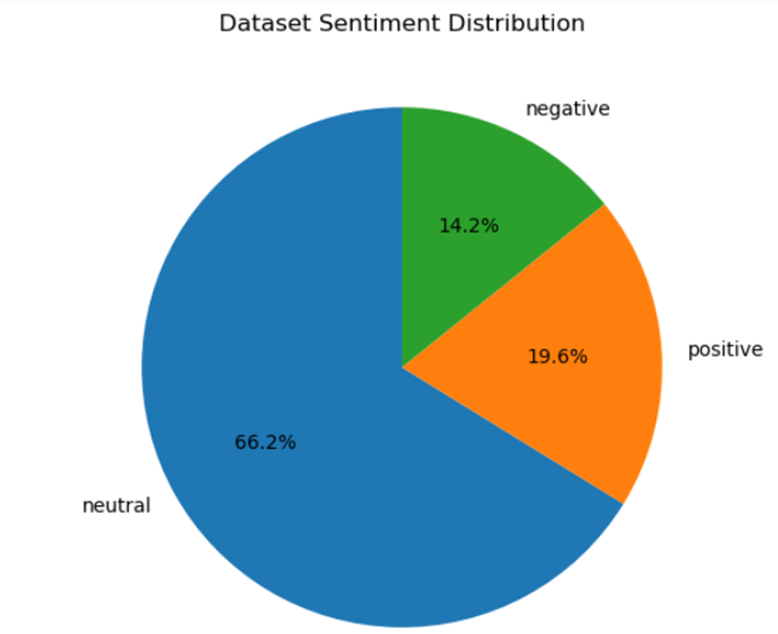 Dataset Sentiment Distribution
negative
14.2%
positive
19.6%
66.2%
neutral